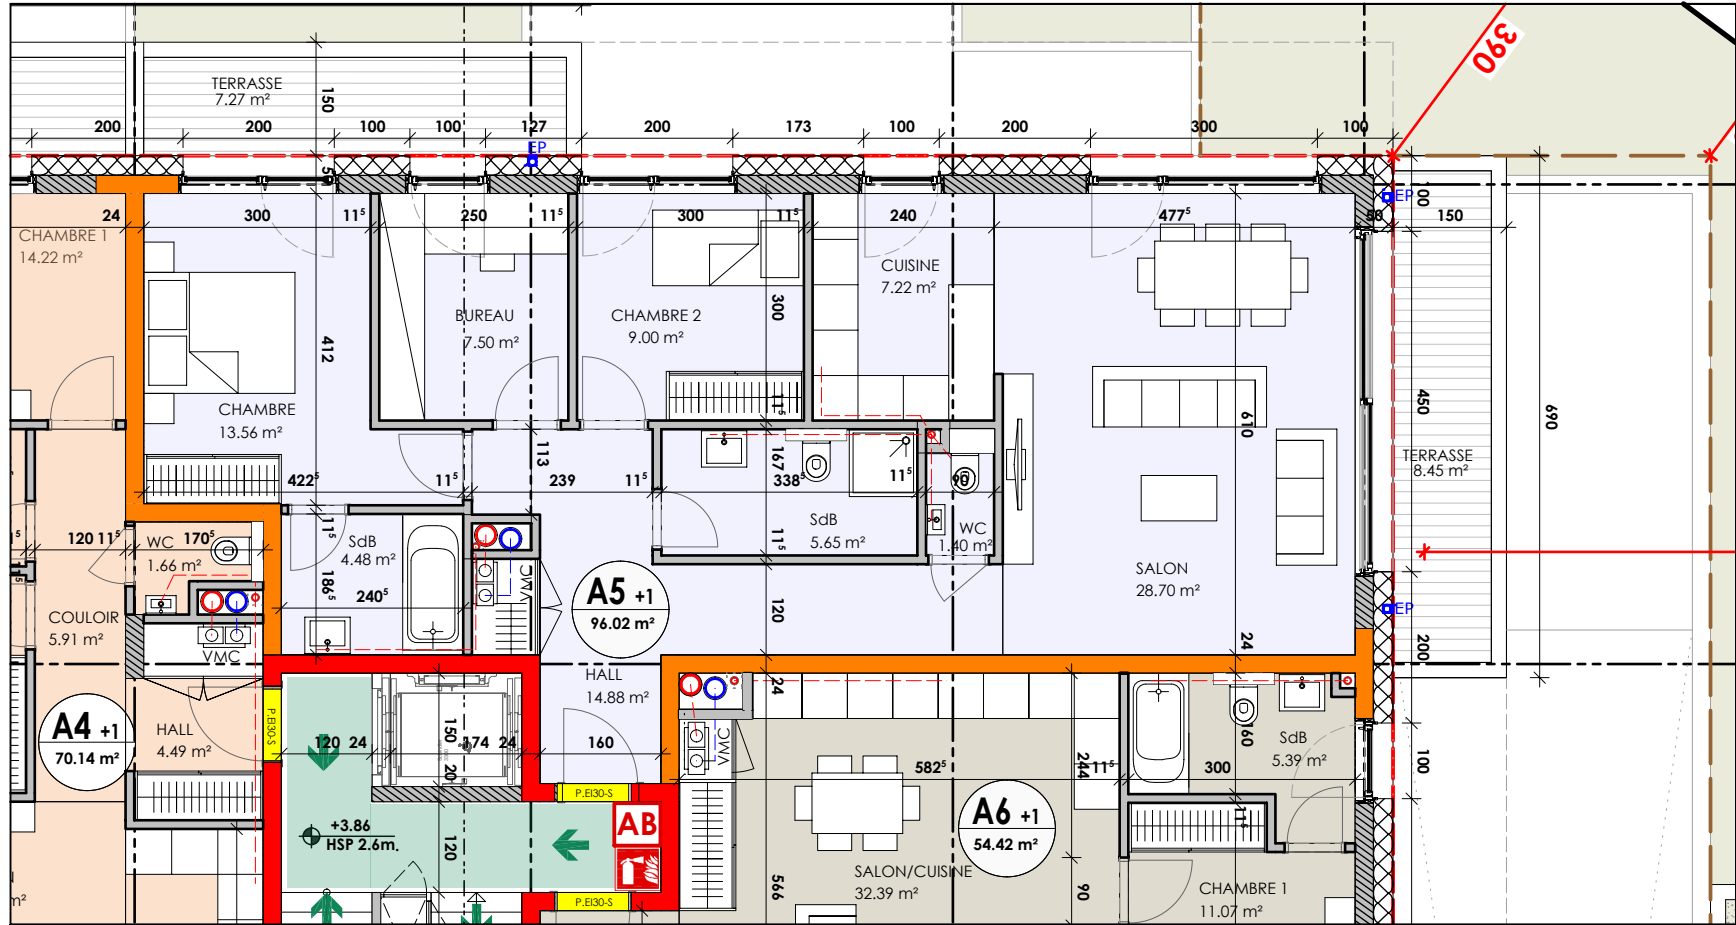 390
TERRASSE
7.27 m²
150
200
200
100
100
127
200
173
100
200
300
100
EP
24
300
11⁵
250
11⁵
300
11⁵
240
477⁵
50
150
100
EP
CHAMBRE 1
14.22 m²
CUISINE
7.22 m²
BUREAU
7.50 m²
CHAMBRE 2
9.00 m²
300
412
CHAMBRE
13.56 m²
11⁵
610
450
690
113
167
TERRASSE
8.45 m²
422⁵
11⁵
239
11⁵
338⁵
11⁵
90
120
11⁵
170⁵
WC
1.66 m²
11⁵
SdB
4.48 m²
SdB
5.65 m²
11⁵
WC
1.40 m²
SALON
28.70 m²
186⁵
240⁵
VMC
A5 +1
96.02 m²
120
EP
COULOIR
5.91 m²
VMC
24
200
HALL
14.88 m²
24
A4 +1
70.14 m²
HALL
4.49 m²
P.EI30-S
120
24
150
174
24
160
VMC
582⁵
244
11⁵
300
160
SdB
5.39 m²
100
20
P.EI30-S
+3.86
HSP 2.6m.
120
AB
A6 +1
54.42 m²
11⁵
SALON/CUISINE
32.39 m²
566
90
CHAMBRE 1
11.07 m²
P.EI30-S
m²